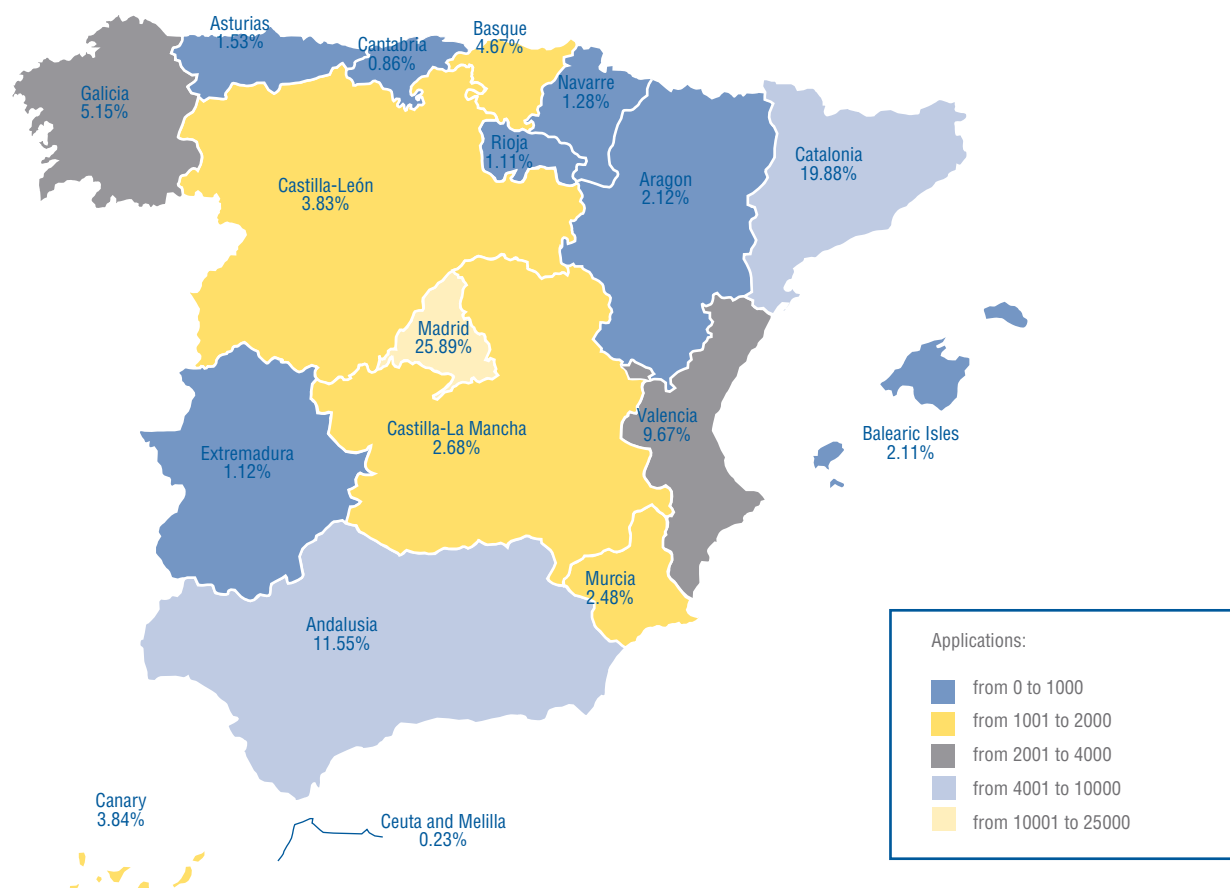 Asturias
1.53%
Cantabria
0.86%
Basque
4.67%
Galicia
5.15%
Navarre
1.28%
Rioja
1.11%
Catalonia
19.88%
Castilla-León
3.83%
Aragon
2.12%
Madrid
25.89%
Castilla-La Mancha
2.68%
Valencia
9.67%
Balearic Isles
2.11%
Extremadura
1.12%
Murcia
2.48%
Andalusia
11.55%
Canary
3.84%
Ceuta and Melilla
0.23%
Applications:
from 0 to 1000
from 1001 to 2000
from 2001 to 4000
from 4001 to 10000
from 10001 to 25000